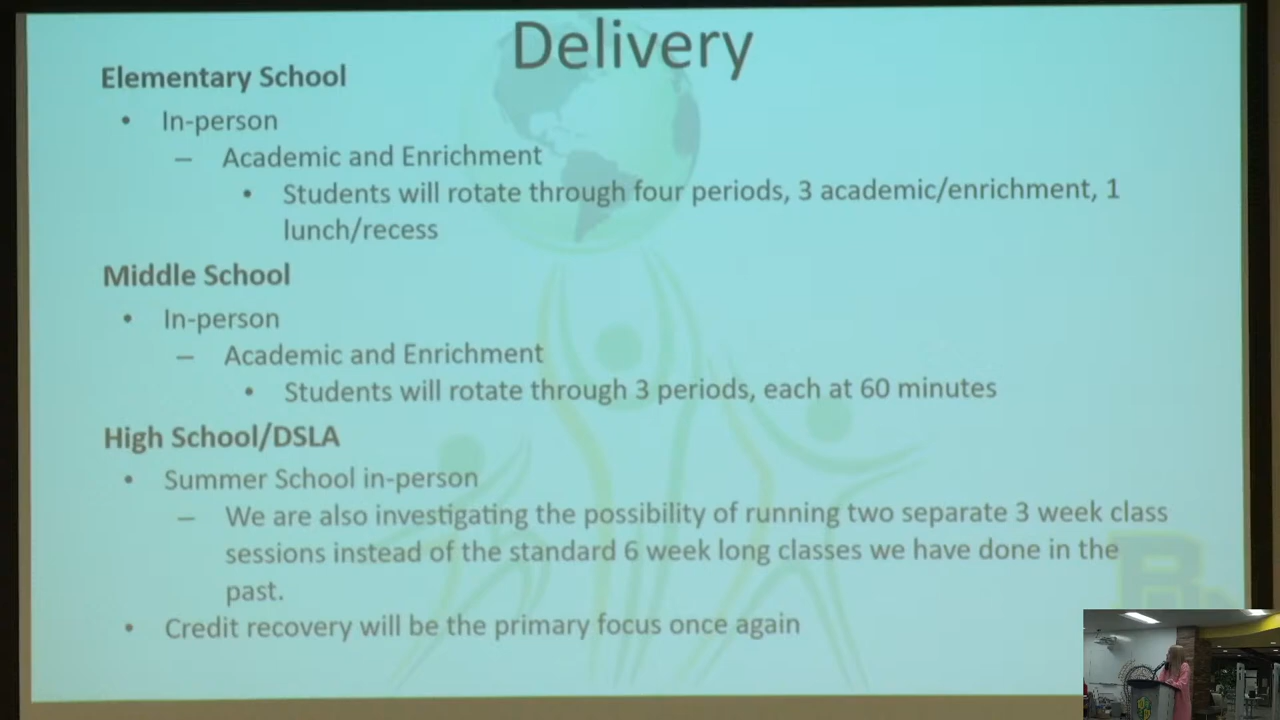 Delivery
Elementary School
• In-person
– Academic and Enrichment
• Students will rotate through four periods, 3 academic/enrichment, 1
lunch/recess
Middle School
• In-person
– Academic and Enrichment
• Students will rotate through 3 periods, each at 60 minutes
High School/DSLA
• Summer School in-person
– We are also investigating the possibility of running two separate 3 week class
sessions instead of the standard 6 week long classes we have done in the
past.
• Credit recovery will be the primary focus once again